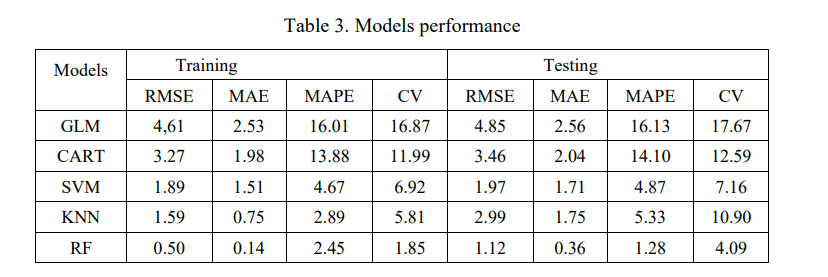 Table 3. Models performance
Models Training Testing
RMSE MAE MAPE CV RMSE MAE MAPE CV
GLM 4,61 2.53 16.01 16.87 4.85 2.56 16.13 17.67
CART 3.27 1.98 13.88 11.99 3.46 2.04 14.10 12.59
SVM 1.89 1.51 4.67 6.92 1.97 1.71 4.87 7.16
KNN 1.59 0.75 2.89 5.81 2.99 1.75 5.33 10.90
RF 0.50 0.14 2.45 1.85 1.12 0.36 1.28 4.09